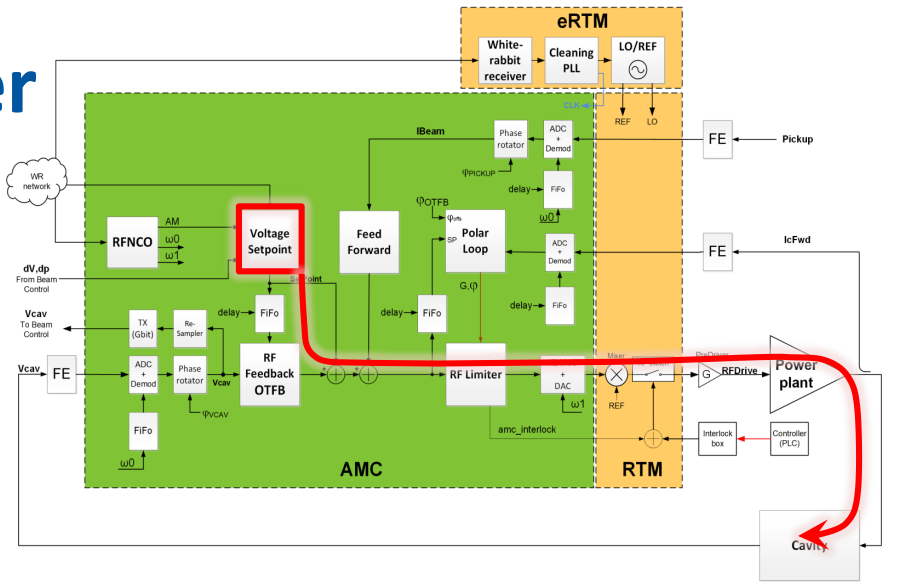 er
eRTM
White-
rabbit
receiver
Cleaning
PLL
LO/REF
CLK
REF
LO
IBeam
Phase
rotator
ADC
+
Demod
FE
Pickup
φPICKUP
delay
FiFo
ω0
WR
network
φOTFB
φoffs
SP
Polar
Loop
G,φ
ADC
+
Demod
FE
IcFwd
delay
FiFo
RFNCO
AM
ω0
ω1
Voltage
Setpoint
Feed
Forward
dV,dp
From Beam
Control
delay
FiFo
delay
FiFo
Vcav
To Beam
Control
TX
(Gbit)
Re-
Sampler
Vcav
FE
ADC
+
Demod
Phase
rotator
Vcav
φVCAV
RF
Feedback
OTFB
+
+
RF Limiter
+
DAC
ω1
Mixer
REF
PreDriver
G
RFDrive
Power
plant
FiFo
ω0
amc_interlock
Interlock
box
Controller
(PLC)
AMC
RTM
Cavity